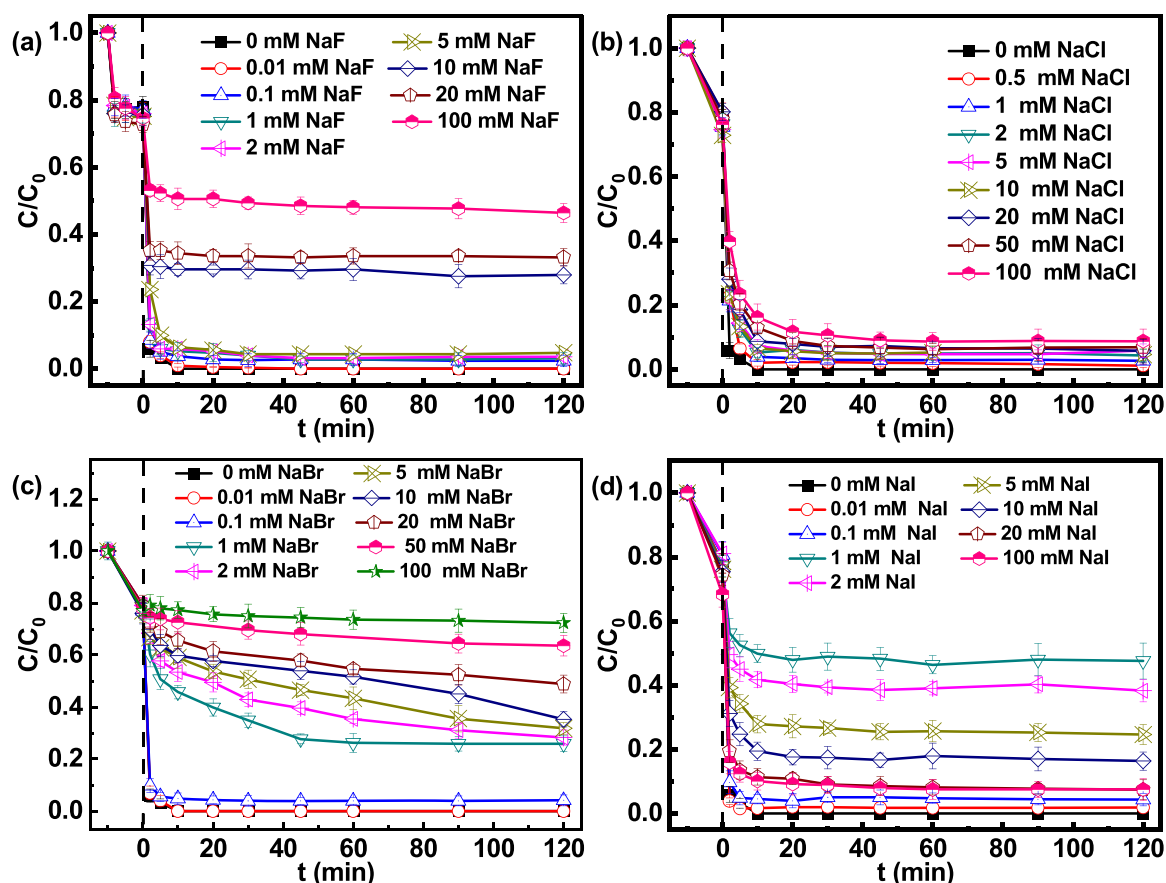 (a)
1.0
0.8
0.6
0.4
0.2
0.0
C/C0
0 mM NaF
0.01 mM NaF
0.1 mM NaF
1 mM NaF
2 mM NaF
5 mM NaF
10 mM NaF
20 mM NaF
100 mM NaF
0 20 40 60 80 100 120
t (min)
(b)
1.0
0.8
0.6
0.4
0.2
0.0
C/C0
0 mM NaCl
0.5 mM NaCl
1 mM NaCl
2 mM NaCl
5 mM NaCl
10 mM NaCl
20 mM NaCl
50 mM NaCl
100 mM NaCl
0 20 40 60 80 100 120
t (min)
(c)
1.2
1.0
0.8
0.6
0.4
0.2
0.0
C/C0
0 mM NaBr
0.01 mM NaBr
0.1 mM NaBr
1 mM NaBr
2 mM NaBr
5 mM NaBr
10 mM NaBr
20 mM NaBr
50 mM NaBr
100 mM NaBr
0 20 40 60 80 100 120
t (min)
(d)
1.0
0.8
0.6
0.4
0.2
0.0
C/C0
0 mM NaI
0.01 mM NaI
0.1 mM NaI
1 mM NaI
2 mM NaI
5 mM NaI
10 mM NaI
20 mM NaI
100 mM NaI
0 20 40 60 80 100 120
t (min)